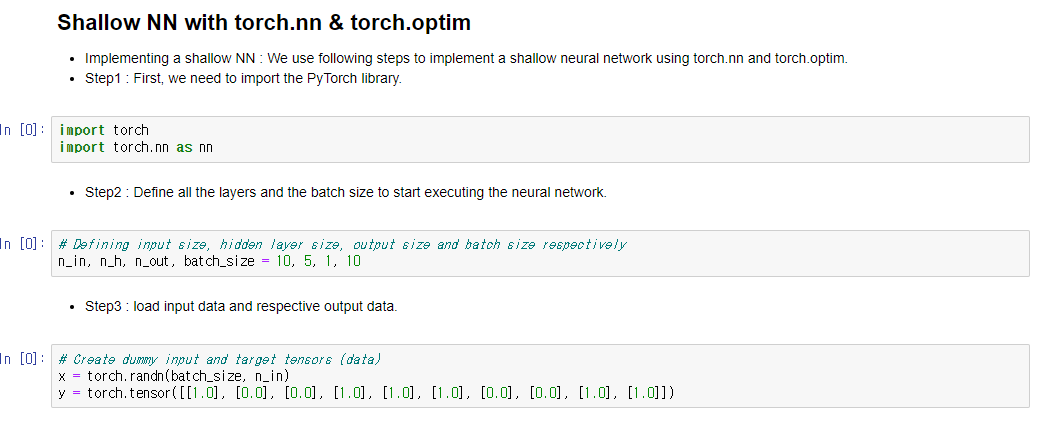 Shallow NN with torch.nn & torch.optim
• Implementing a shallow NN : We use following steps to implement a shallow neural network using torch.nn and torch.optim.
• Step1 : First, we need to import the PyTorch library.
In [0]: import torch
import torch.nn as nn
• Step2 : Define all the layers and the batch size to start executing the neural network.
In [0]: # Defining input size, hidden layer size, output size and batch size respectively
n_in, n_h, n_out, batch_size = 10, 5, 1, 10
• Step3 : load input data and respective output data.
In [0]: # Create dummy input and target tensors (data)
x = torch.randn(batch_size, n_in)
y = torch.tensor([[1.0], [0.0], [0.0], [1.0], [1.0], [1.0], [0.0], [0.0], [1.0], [1.0]])